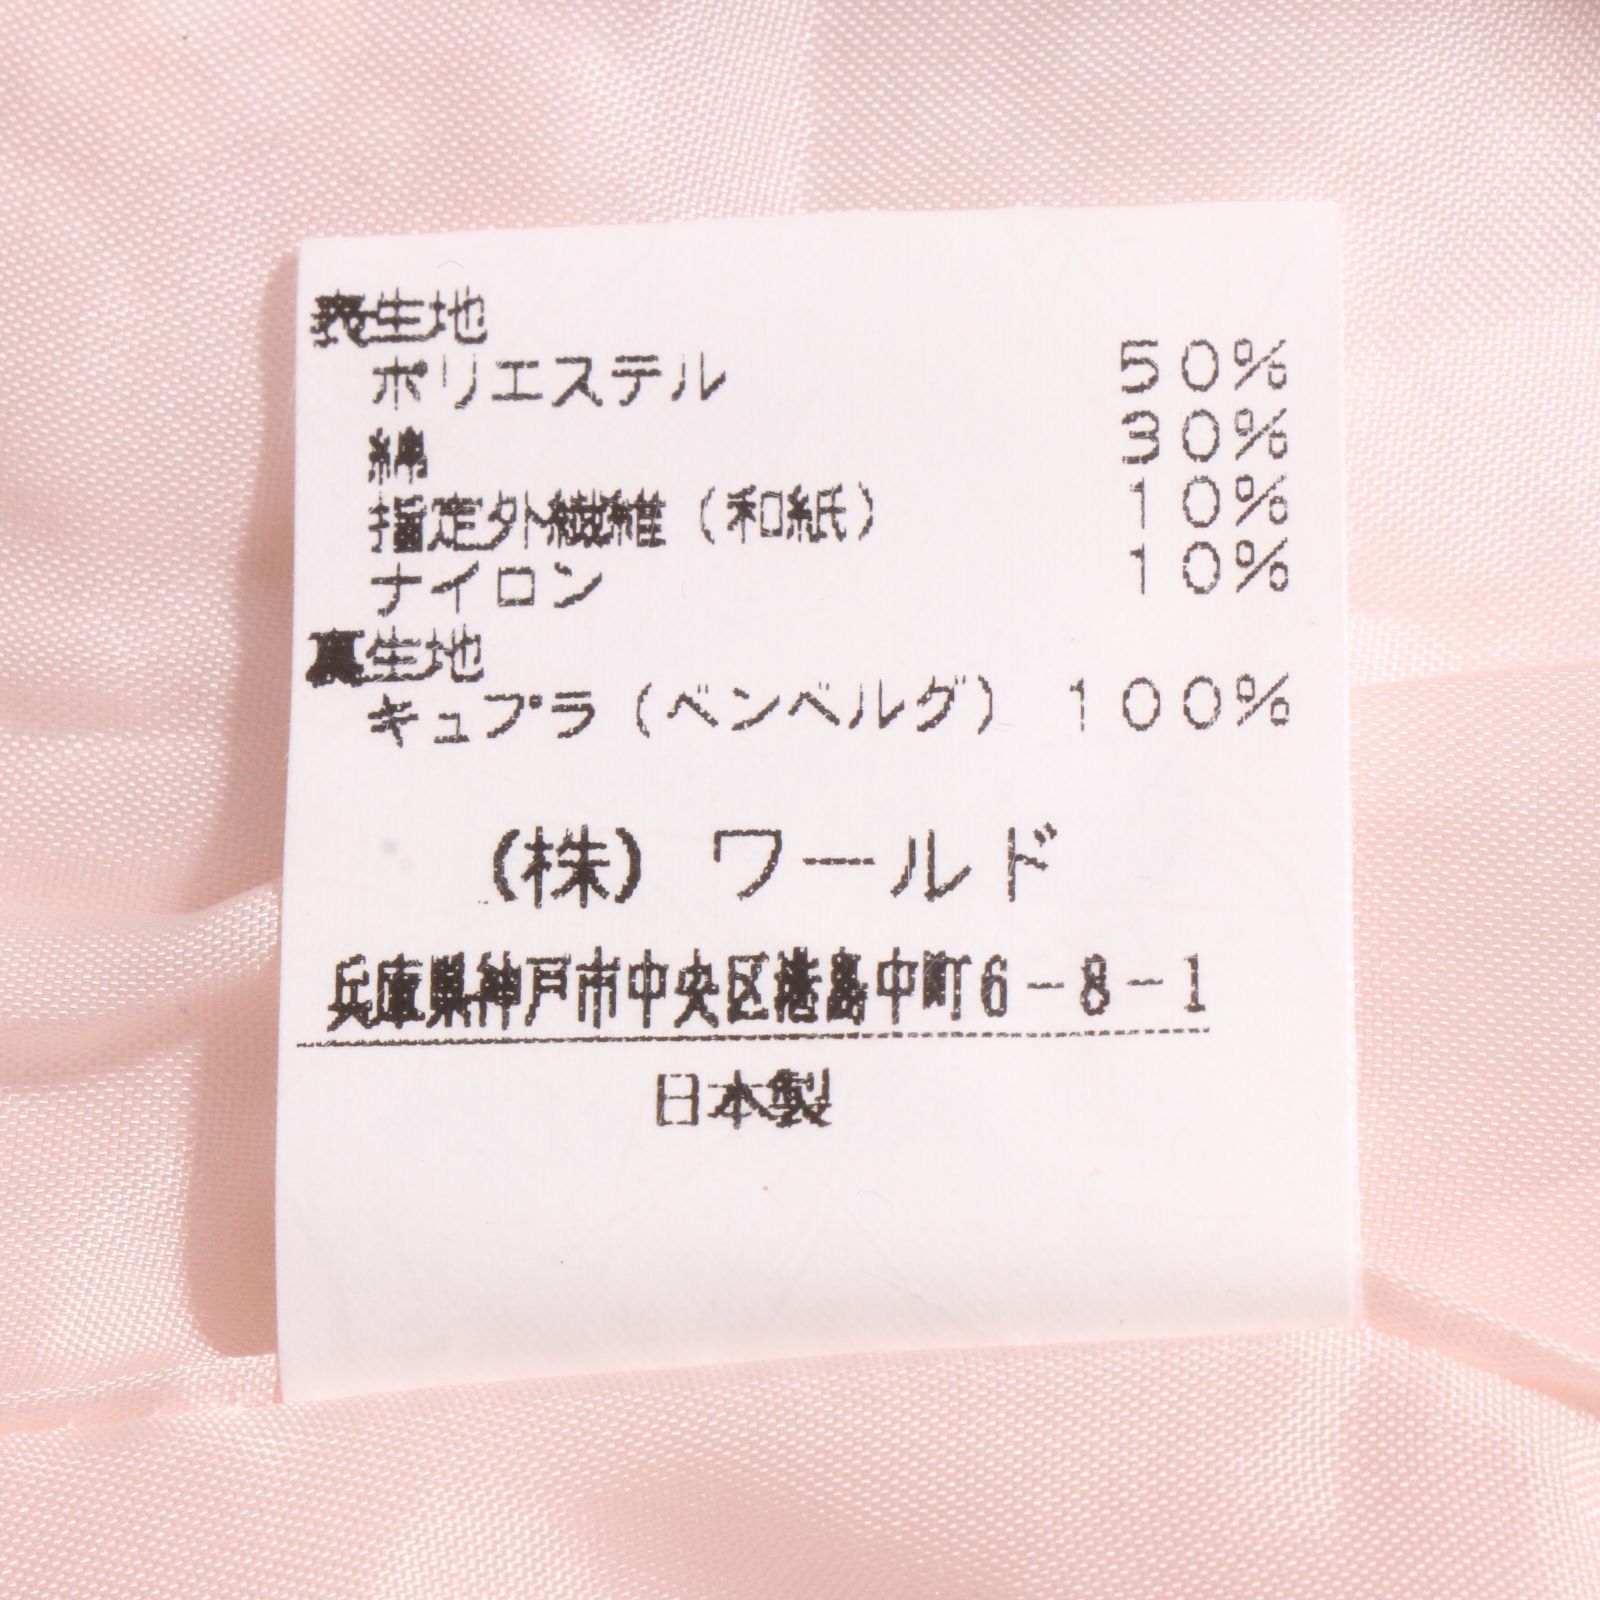 表生地
ポリエステル 50%
綿 30%
指定外繊維(和紙) 10%
ナイロン 10%
裏生地
キュプラ(ベンベルグ) 100%
(株) ワールド
兵庫県神戸市中央区港島中町6-8-1
日本製